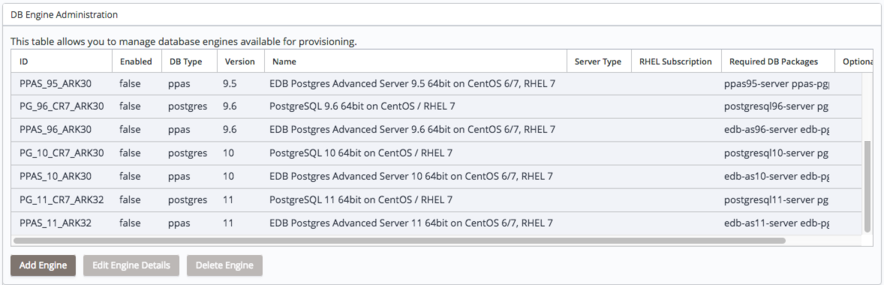 DB Engine Administration
This table allows you to manage database engines available for provisioning.
ID Enabled DB Type Version Name Server Type RHEL Subscription Required DB Packages Optiona
PPAS_95_ARK30 false ppas 9.5 EDB Postgres Advanced Server 9.5 64bit on CentOS 6/7, RHEL 7 ppas95-server ppas-pg
PG_96_CR7_ARK30 false postgres 9.6 PostgreSQL 9.6 64bit on CentOS / RHEL 7 postgresql96-server pg
PPAS_96_ARK30 false ppas 9.6 EDB Postgres Advanced Server 9.6 64bit on CentOS 6/7, RHEL 7 edb-as96-server edb-pg
PG_10_CR7_ARK30 false postgres 10 PostgreSQL 10 64bit on CentOS / RHEL 7 postgresql10-server pg
PPAS_10_ARK30 false ppas 10 EDB Postgres Advanced Server 10 64bit on CentOS 6/7, RHEL 7 edb-as10-server edb-pg
PG_11_CR7_ARK32 false postgres 11 PostgreSQL 11 64bit on CentOS / RHEL 7 postgresql11-server pg
PPAS_11_ARK32 false ppas 11 EDB Postgres Advanced Server 11 64bit on CentOS 6/7, RHEL 7 edb-as11-server edb-pg
Add Engine Edit Engine Details Delete Engine